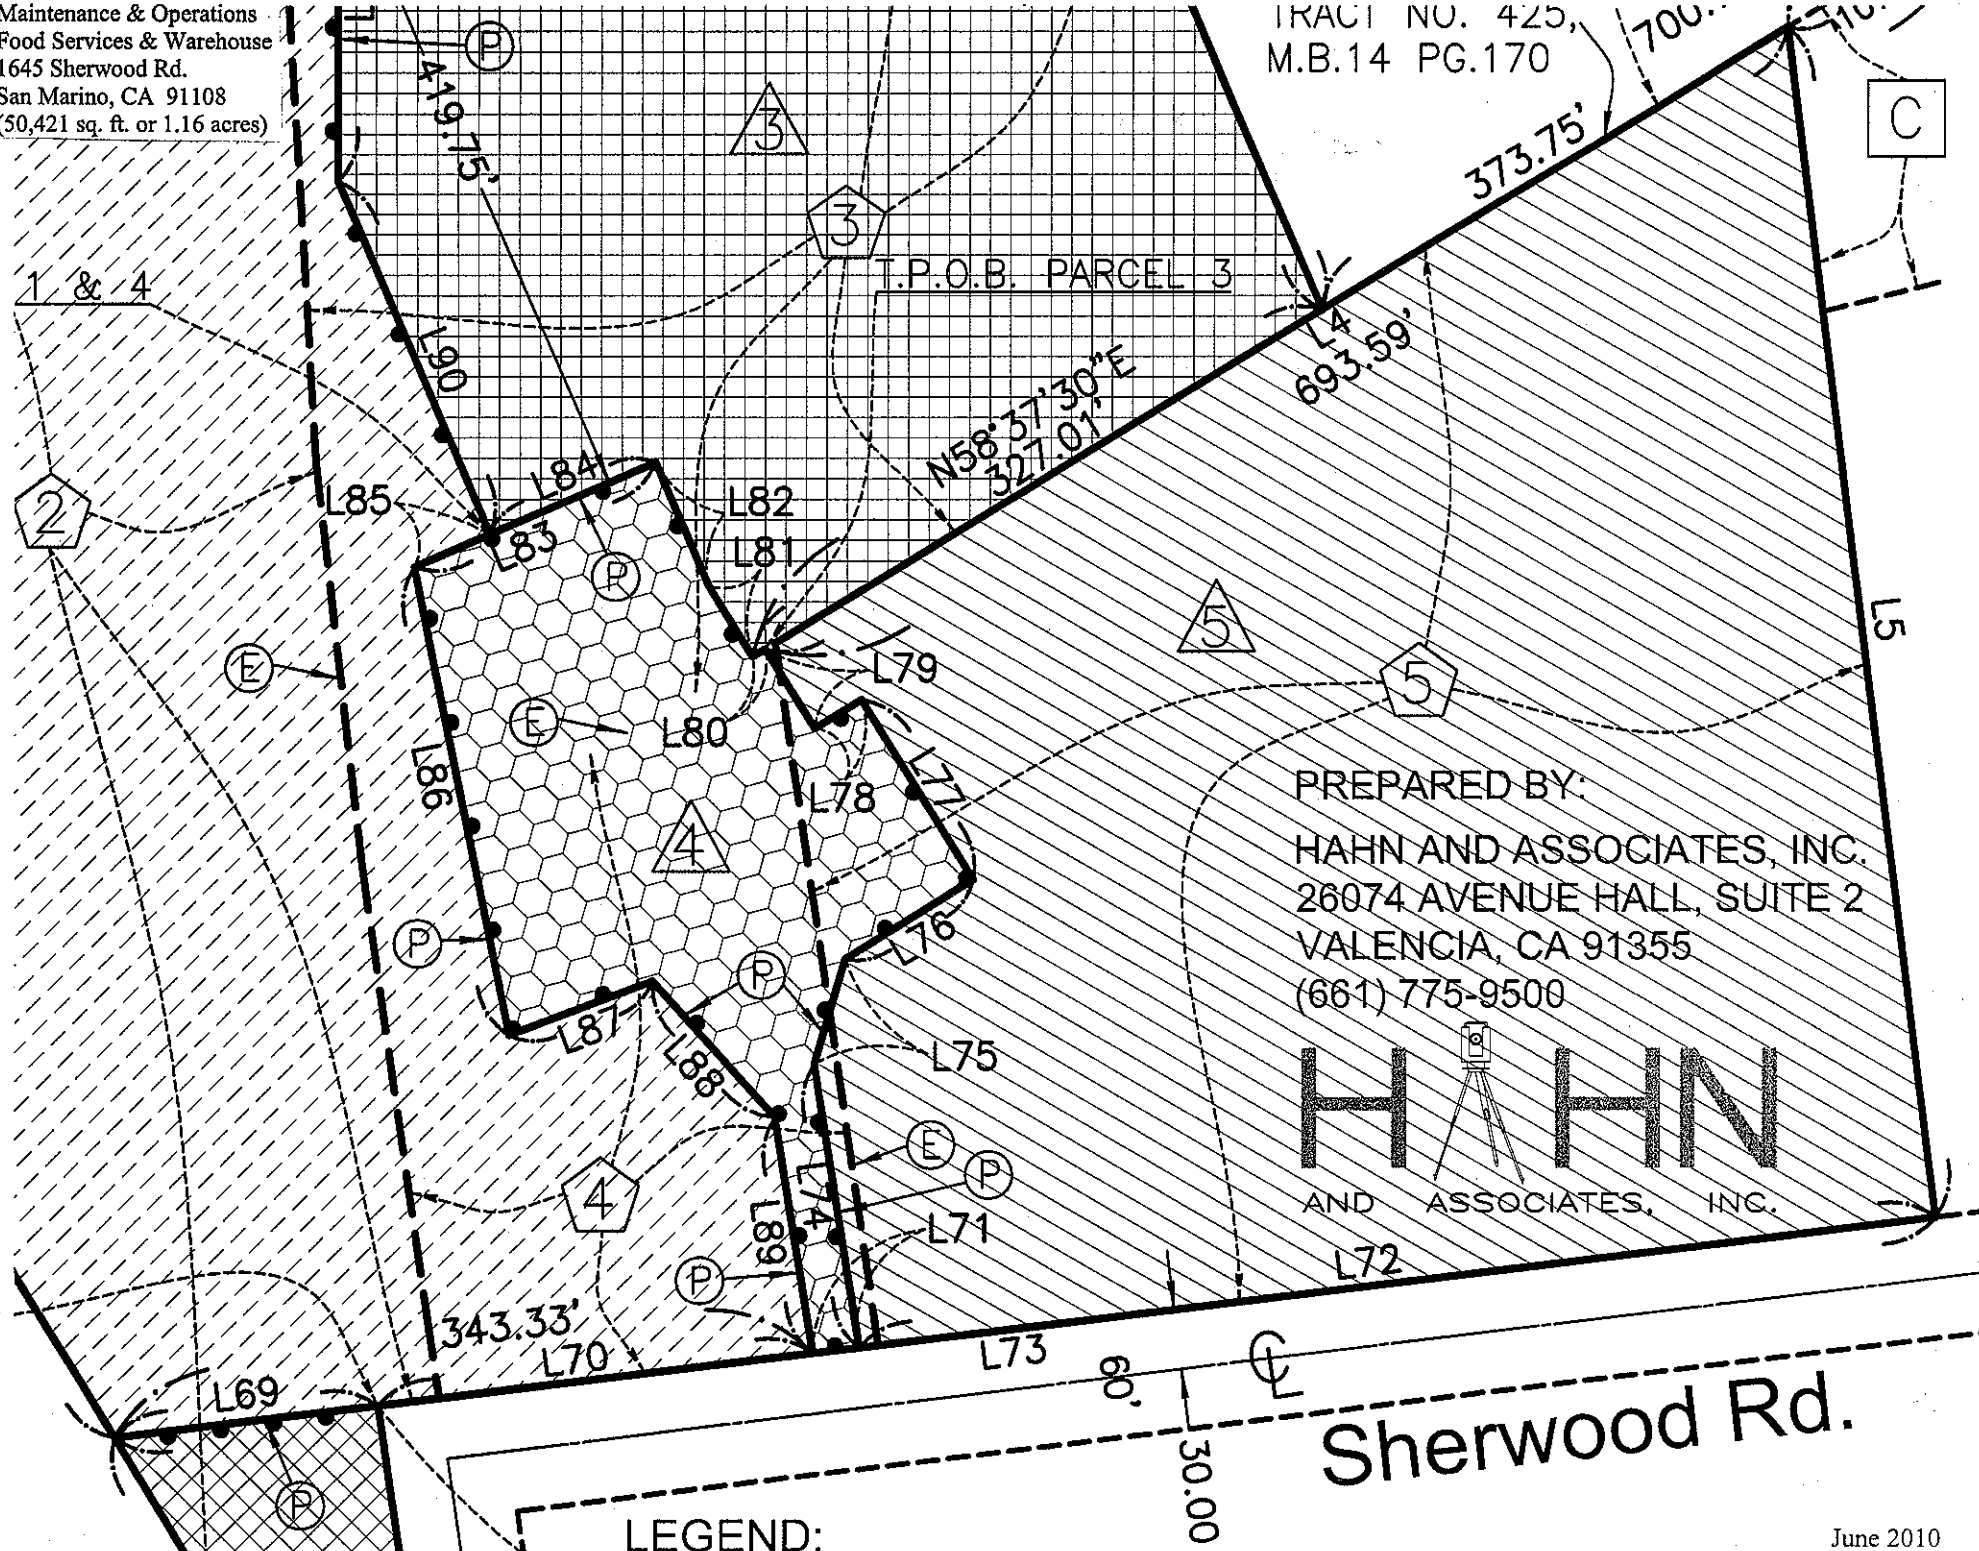 Maintenance & Operations
Food Services & Warehouse
1645 Sherwood Rd.
San Marino, CA 91108
(50,421 sq. ft. or 1.16 acres)
P
419.75'
3
3
T.P.O.B. PARCEL 3
TRACT NO. 425,
M.B.14 PG.170
373.75'
C
1 & 4
L90
L4
693.59'
N58°37'30"E
327.01'
2
L85
L84
L83
L82
L81
P
E
E
L80
L79
L78
L77
L86
4
5
5
L5
PREPARED BY:
HAHN AND ASSOCIATES, INC.
26074 AVENUE HALL, SUITE 2
VALENCIA, CA 91355
(661) 775-9500
P
P
L76
L87
L88
L75
4
E
P
L74
L89
L71
P
H HN
AND ASSOCIATES, INC.
L72
343.33'
L70
L73
L69
P
60'
30.00
CL
Sherwood Rd.
LEGEND:
June 2010